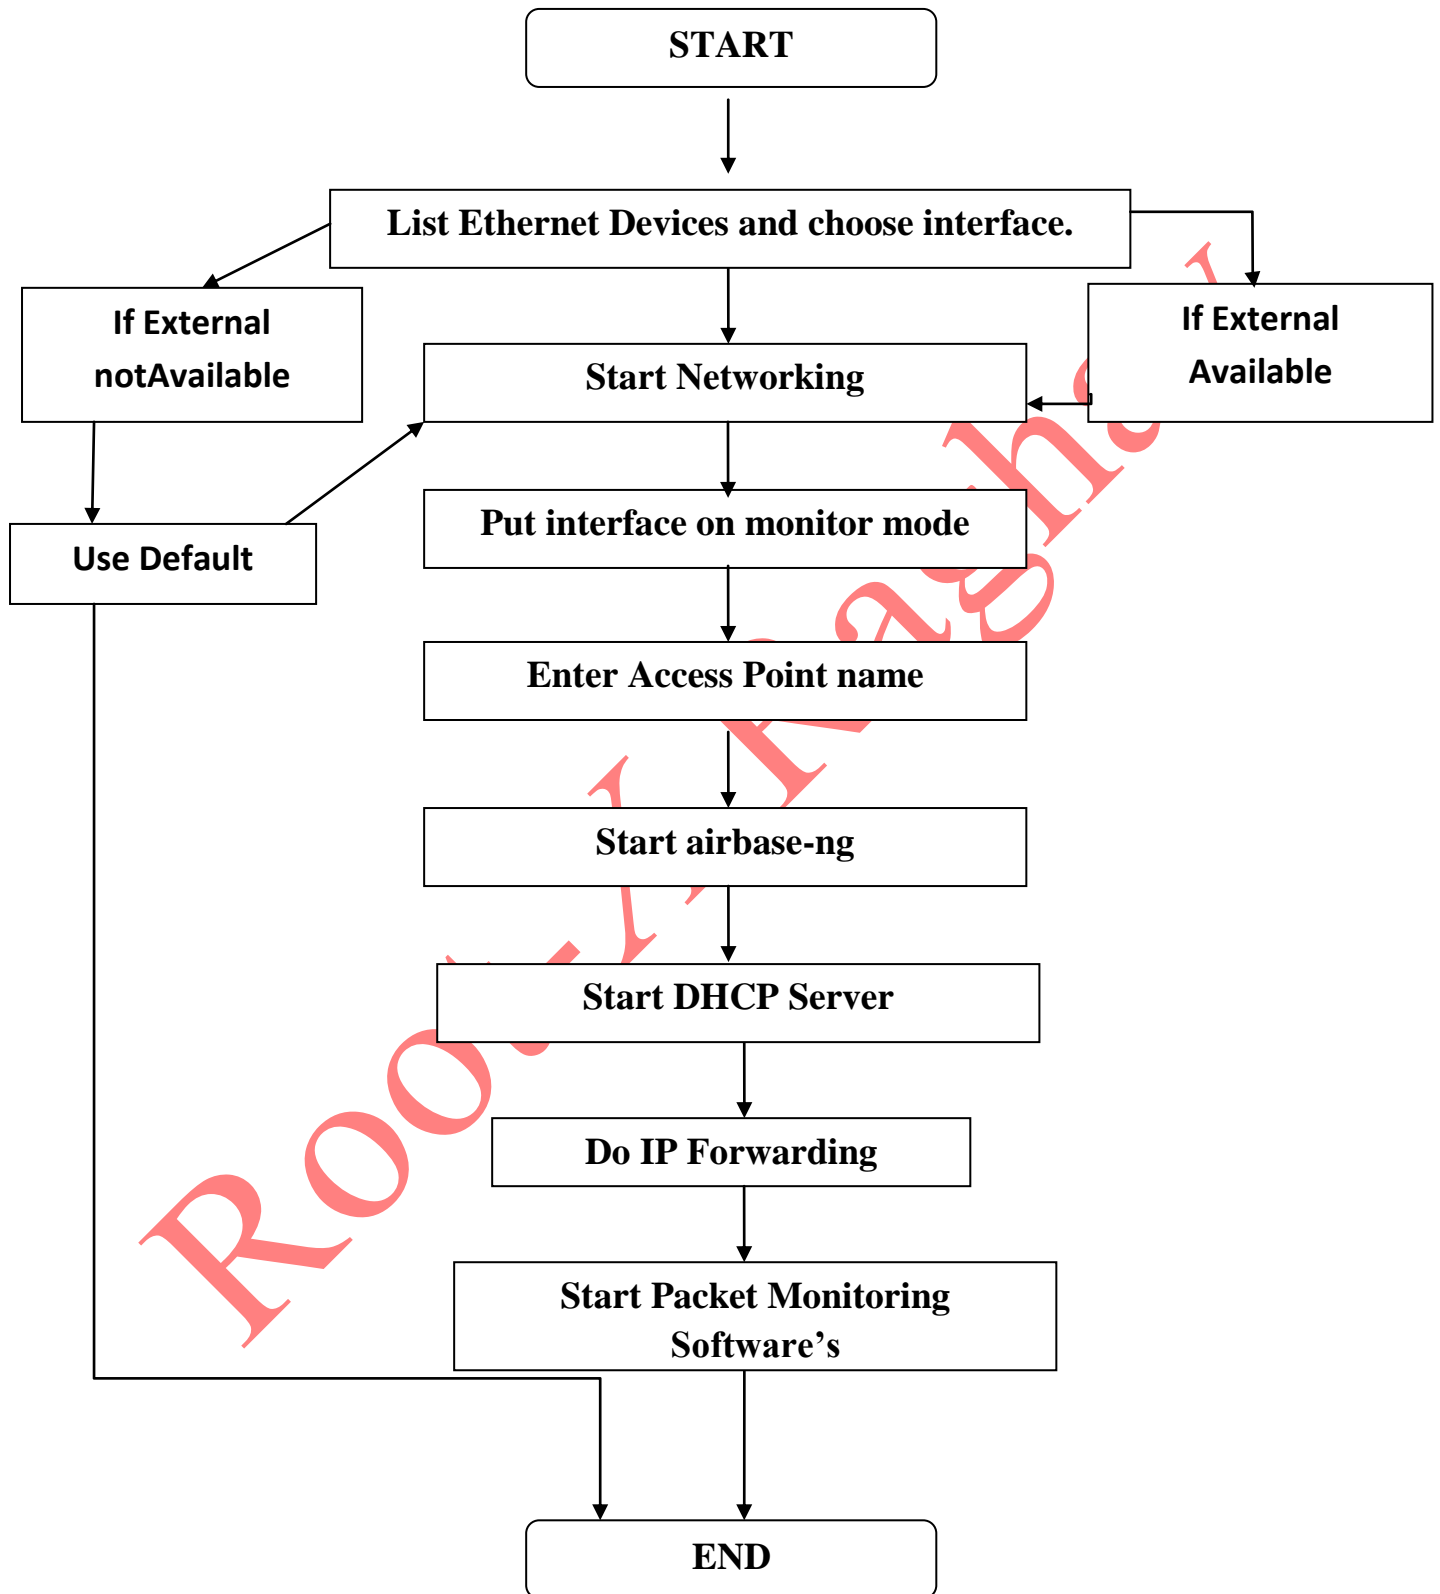 START
List Ethernet Devices and choose interface.
If External
notAvailable
If External
Available
Start Networking
Put interface on monitor mode
Use Default
Enter Access Point name
Start airbase-ng
Start DHCP Server
Do IP Forwarding
Start Packet Monitoring
Software’s
END